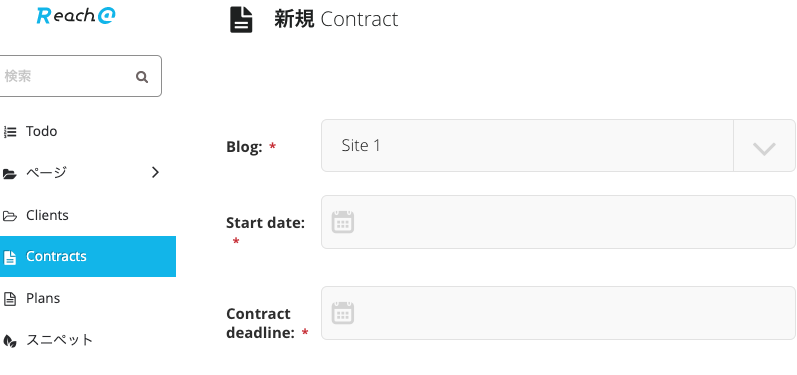 Reach@
新規 Contract
検索
Todo
ページ
Clients
Contracts
Plans
スニペット
Blog: *
Site 1
Start date:
*
Contract
deadline: *